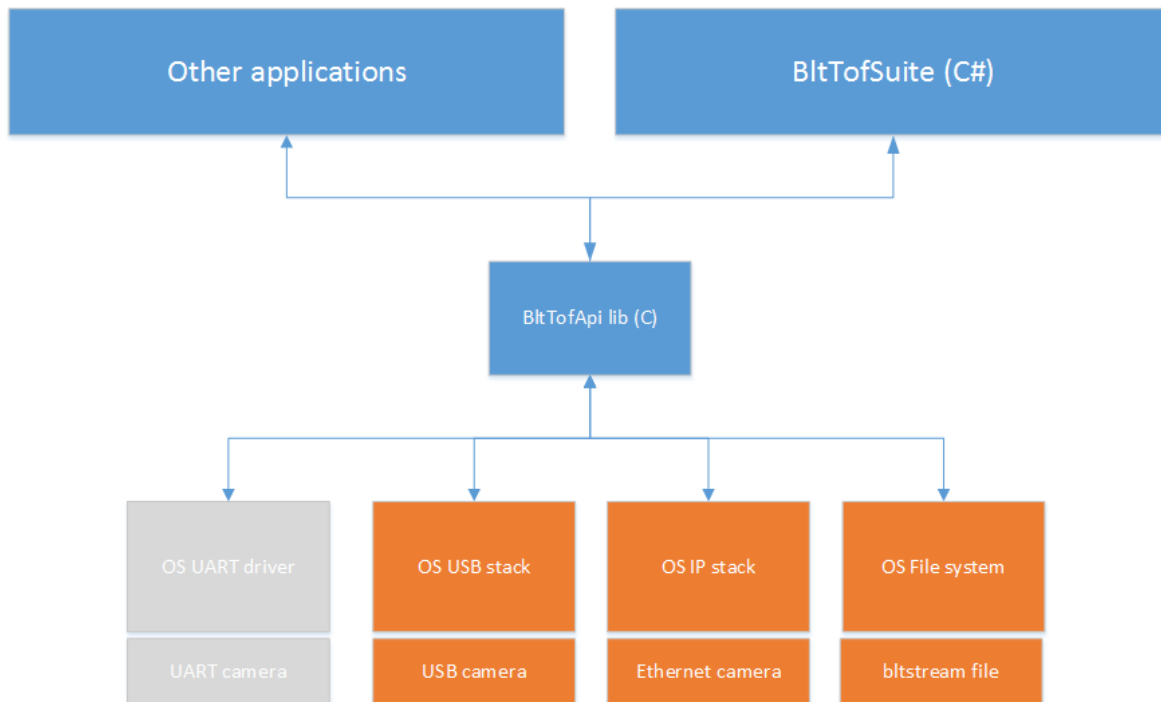 Other applications
BltTofSuite (C#)
BltTofApi lib (C)
OS UART driver
OS USB stack
OS IP stack
OS File system
UART camera
USB camera
Ethernet camera
bltstream file